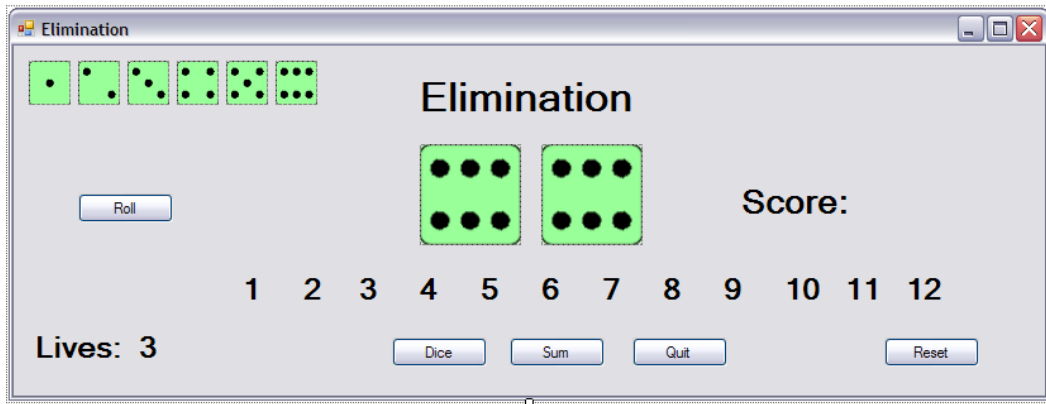 Elimination
Elimination
Roll
Score:
1 2 3 4 5 6 7 8 9 10 11 12
Lives: 3
Dice Sum Quit Reset